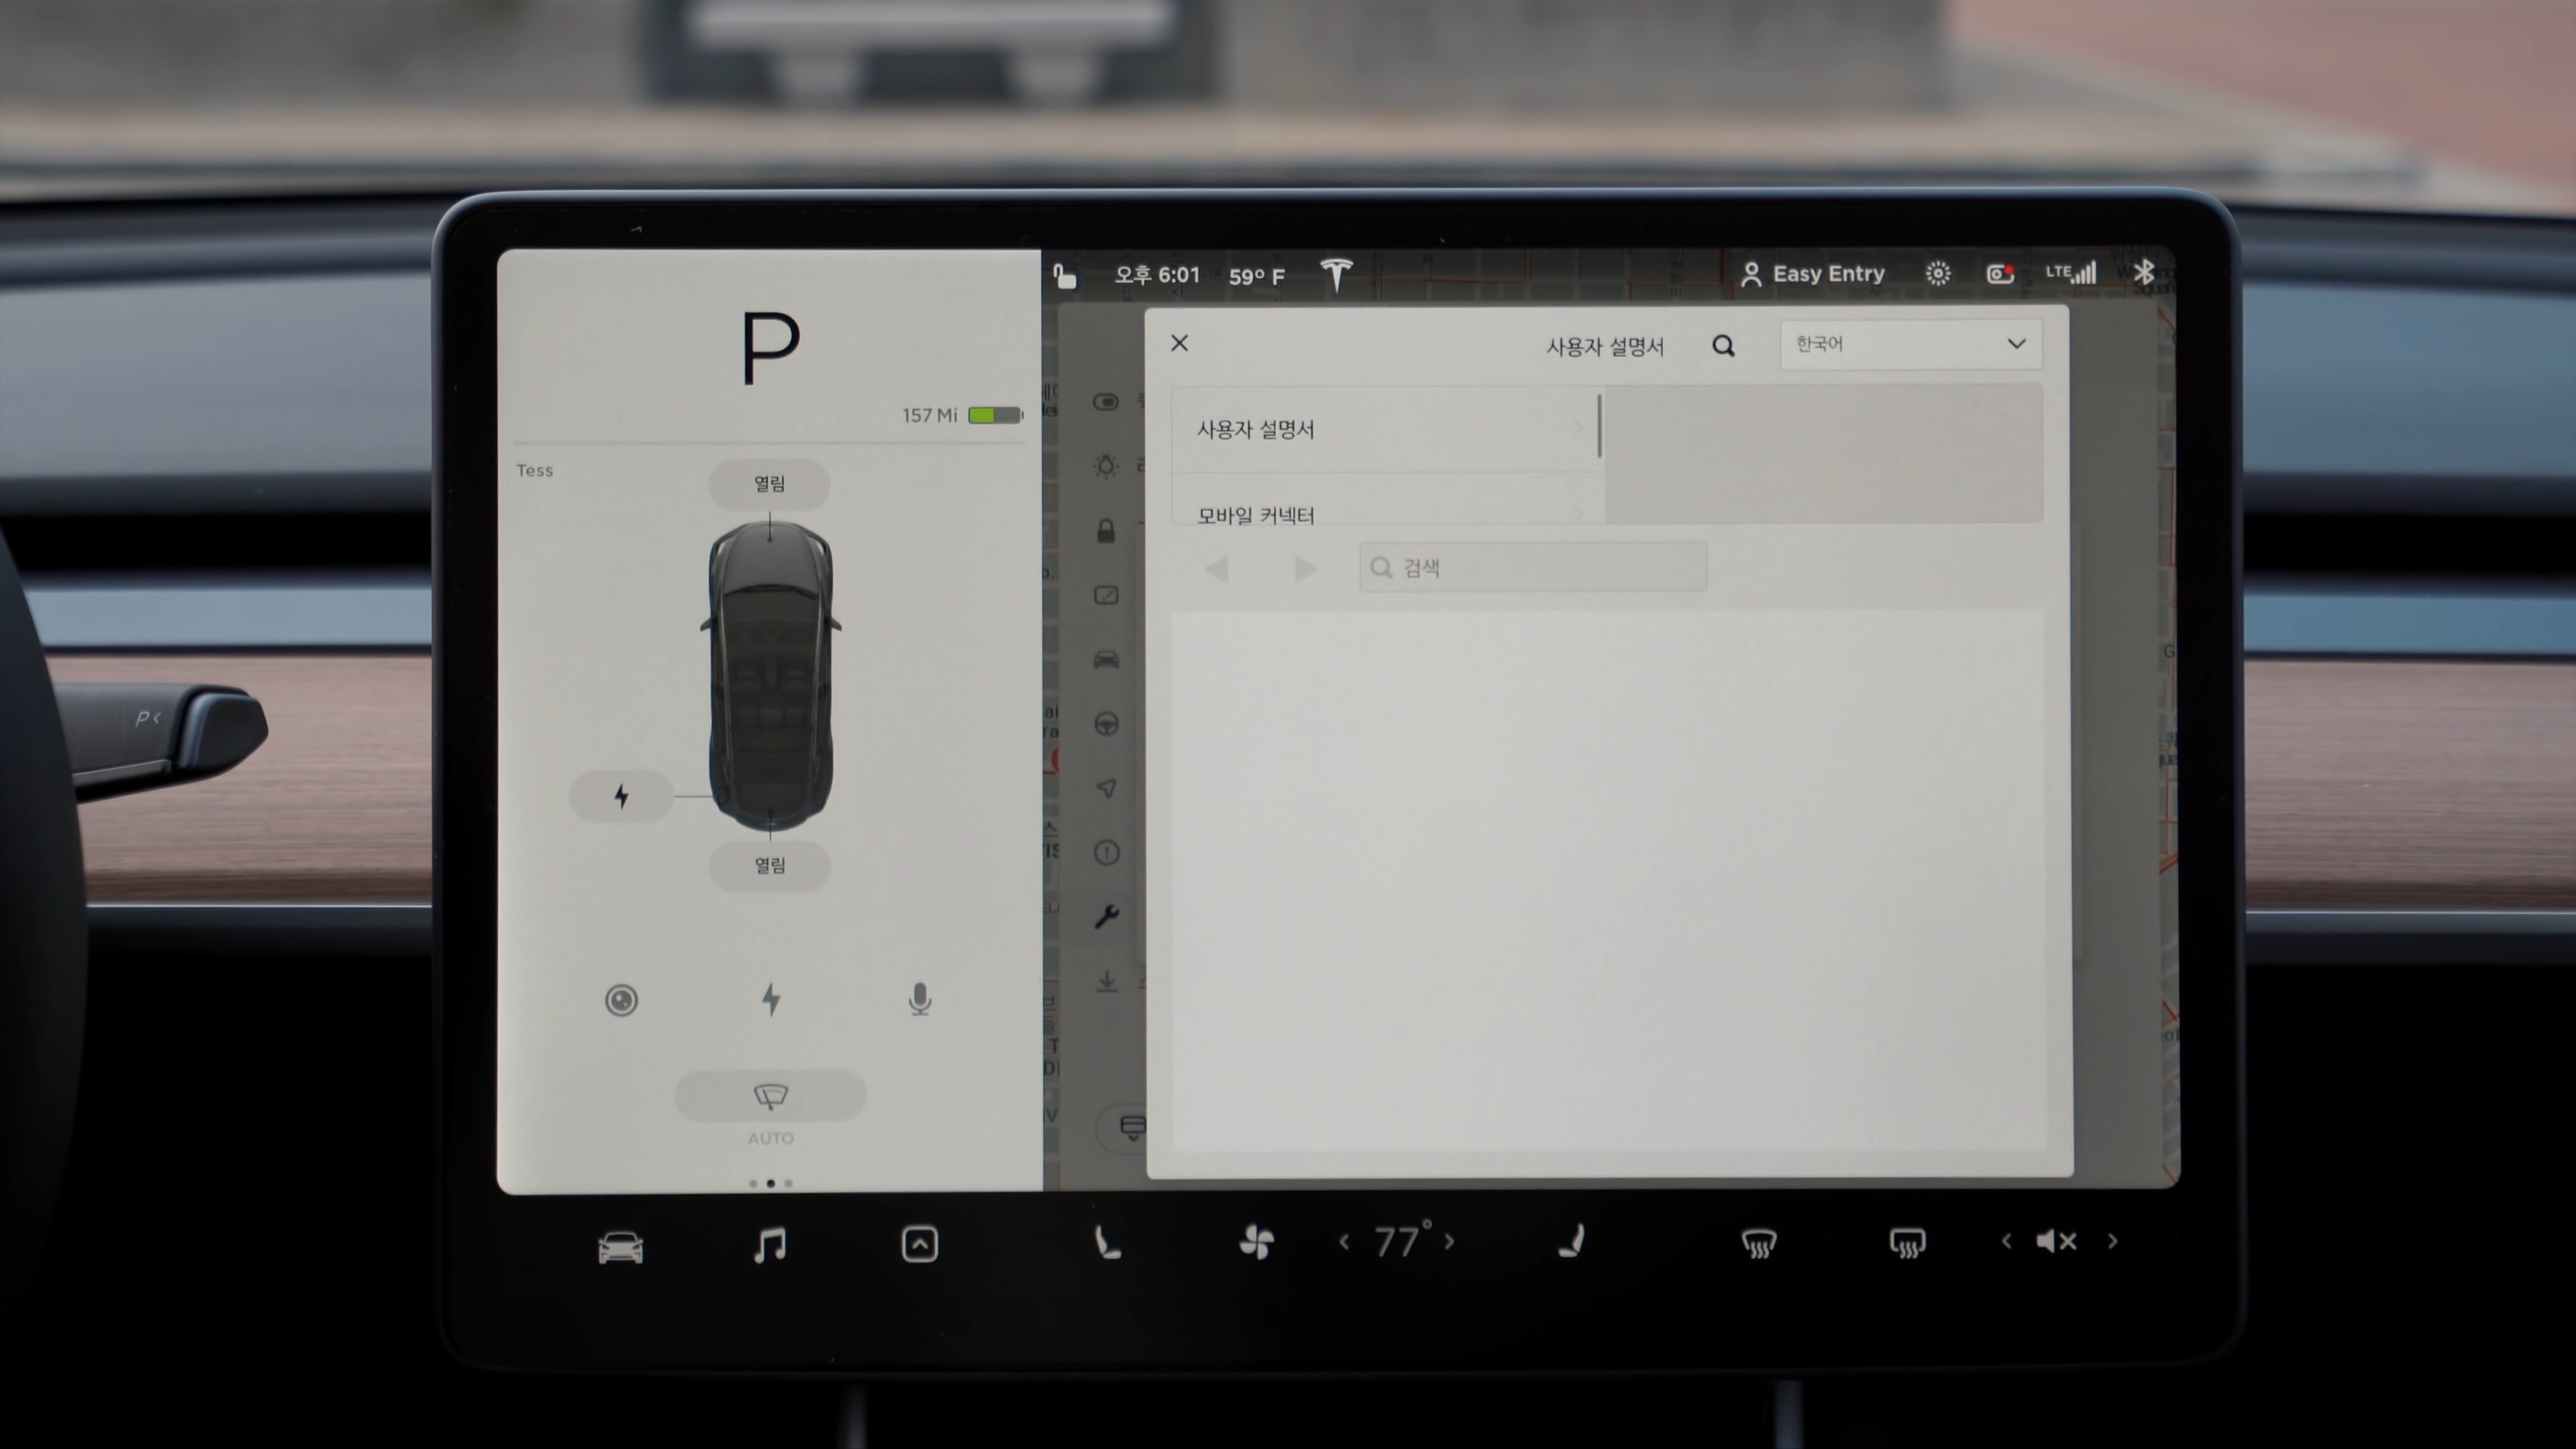 P
157 Mi
Tess
열림
열림
AUTO
오후 6:01 59° F
Easy Entry
LTE
사용자 설명서
한국어
사용자 설명서
모바일 커넥터
검색
P<
77°